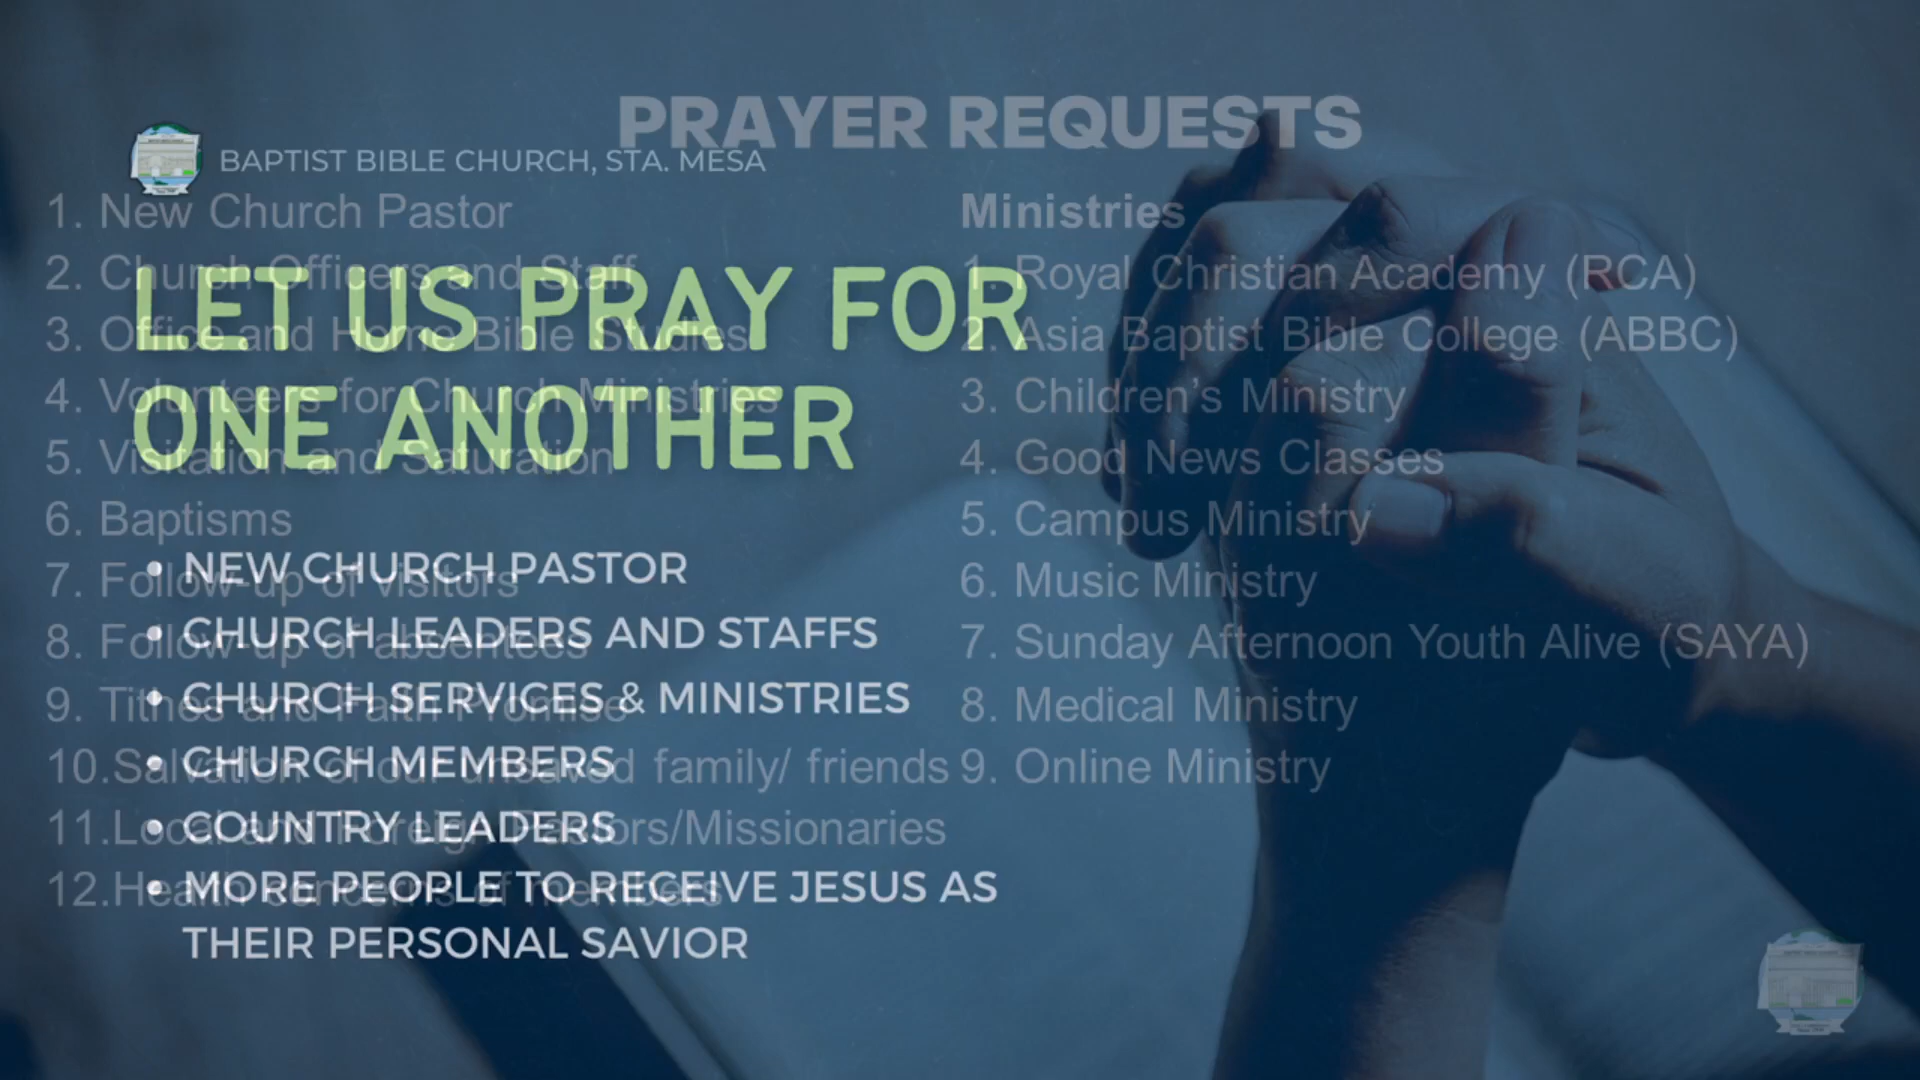 PRAYER REQUESTS
BAPTIST BIBLE CHURCH, STA. MESA
LET US PRAY FOR
ONE ANOTHER
• NEW CHURCH PASTOR
• CHURCH LEADERS AND STAFFS
• CHURCH SERVICES & MINISTRIES
• CHURCH MEMBERS
• COUNTRY LEADERS
• MORE PEOPLE TO RECEIVE JESUS AS
THEIR PERSONAL SAVIOR
1. New Church Pastor
2. Church Officers and Staff
3. Office and Home Bible Studies
4. Volunteers for Church Ministries
5. Visitation and Saturation
6. Baptisms
7. Follow-up of visitors
8. Follow-up of absentees
9. Tithes and Faith Promise
10.Salvation of our unsaved family/ friends
11.Local and Foreign Pastors/Missionaries
12.Health concerns of members
Ministries
1. Royal Christian Academy (RCA)
2. Asia Baptist Bible College (ABBC)
3. Children’s Ministry
4. Good News Classes
5. Campus Ministry
6. Music Ministry
7. Sunday Afternoon Youth Alive (SAYA)
8. Medical Ministry
9. Online Ministry